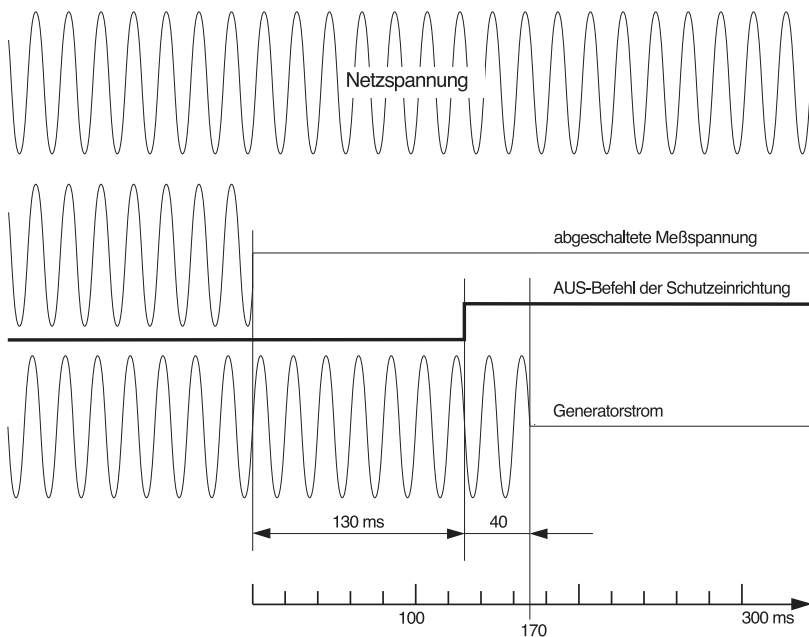 Netzspannung
abgeschaltete Meßspannung
AUS-Befehl der Schutzeinrichtung
Generatorstrom
130 ms
40
100
170
300 ms